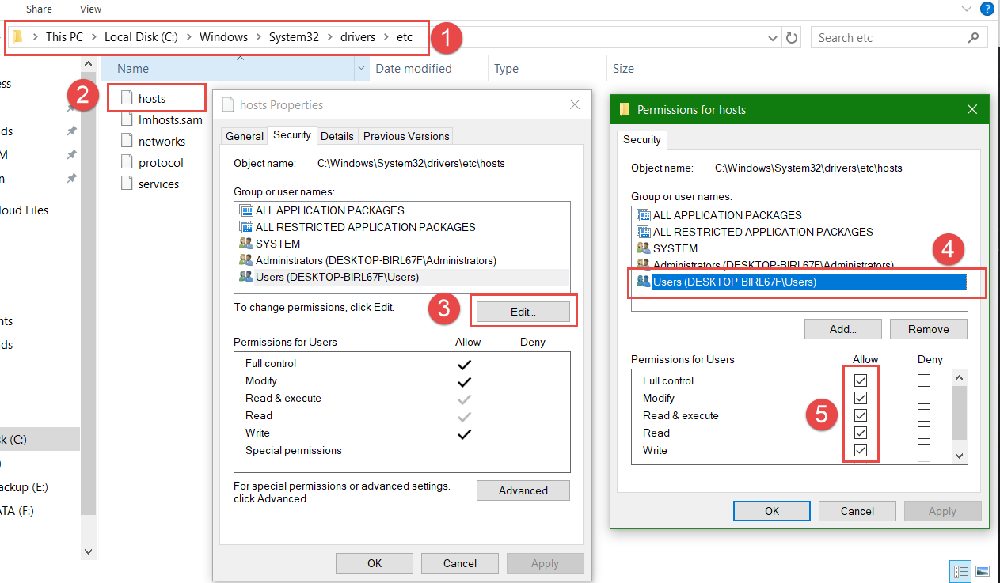 Share View
This PC Local Disk (C:) Windows System32 drivers etc
1
Search etc
Name Date modified Type Size
2
hosts
lmhosts.sam
networks
protocol
services
ess
ds
M
n
loud Files
nts
ds
k (C:)
)
ackup (E:)
ATA (F:)
hosts Properties
General Security Details Previous Versions
Object name: C:\Windows\System32\drivers\etc\hosts
Group or user names:
ALL APPLICATION PACKAGES
ALL RESTRICTED APPLICATION PACKAGES
SYSTEM
Administrators (DESKTOP-BIRL67F\Administrators)
Users (DESKTOP-BIRL67F\Users)
To change permissions, click Edit.
3
Edit...
Permissions for Users Allow Deny
Full control
Modify
Read & execute
Read
Write
Special permissions
For special permissions or advanced settings,
click Advanced.
Advanced
OK Cancel Apply
Permissions for hosts
Security
Object name: C:\Windows\System32\drivers\etc\hosts
Group or user names:
ALL APPLICATION PACKAGES
ALL RESTRICTED APPLICATION PACKAGES
SYSTEM
4
Administrators (DESKTOP-BIRL67F\Administrators)
Users (DESKTOP-BIRL67F\Users)
Add... Remove
Permissions for Users Allow Deny
Full control
Modify
Read & execute
5
Read
Write
OK Cancel Apply